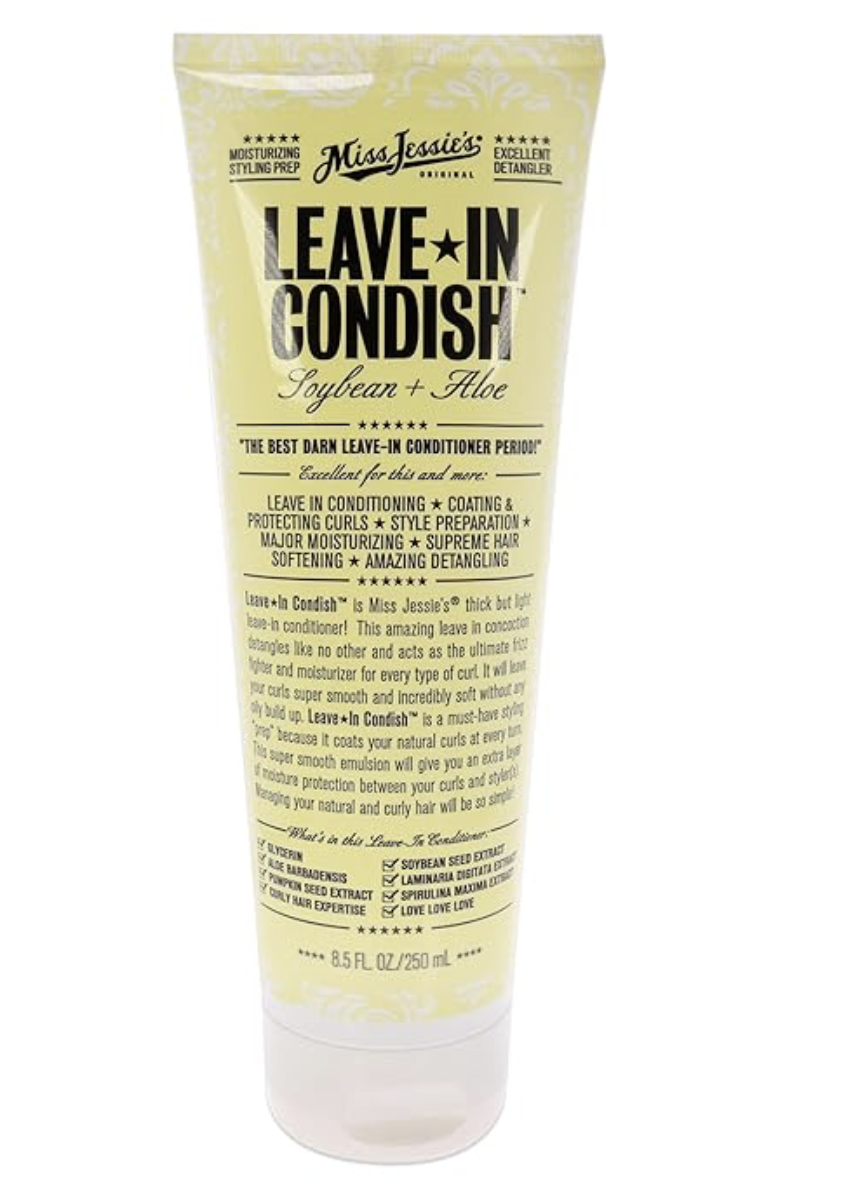 ★★★★★
MOISTURIZING
STYLING PREP
Miss Jessie's
ORIGINAL
★★★★★
EXCELLENT
DETANGLER
LEAVE★IN
CONDISH™
Soybean + Aloe
★★★★★★
"THE BEST DARN LEAVE-IN CONDITIONER PERIOD!"
Excellent for this and more:
LEAVE IN CONDITIONING ★ COATING &
PROTECTING CURLS ★ STYLE PREPARATION ★
MAJOR MOISTURIZING ★ SUPREME HAIR
SOFTENING ★ AMAZING DETANGLING
★★★★★★
Leave★In Condish™ is Miss Jessie's® thick but light
leave-in conditioner! This amazing leave in concoction
detangles like no other and acts as the ultimate frizz
fighter and moisturizer for every type of curl. It will leave
your curls super smooth and incredibly soft without any
oily build up. Leave★In Condish™ is a must-have styling
"prep" because it coats your natural curls at every turn.
This super smooth emulsion will give you an extra layer
of moisture protection between your curls and styler(s).
Managing your natural and curly hair will be so simple!
What's in this Leave-In Conditioner:
GLYCERIN
ALOE BARBADENSIS
PUMPKIN SEED EXTRACT
CURLY HAIR EXPERTISE
SOYBEAN SEED EXTRACT
LAMINARIA DIGITATA EXTRACT
SPIRULINA MAXIMA EXTRACT
LOVE LOVE LOVE
★★★★★★
★★★★ 8.5 FL. OZ./250 mL ★★★★